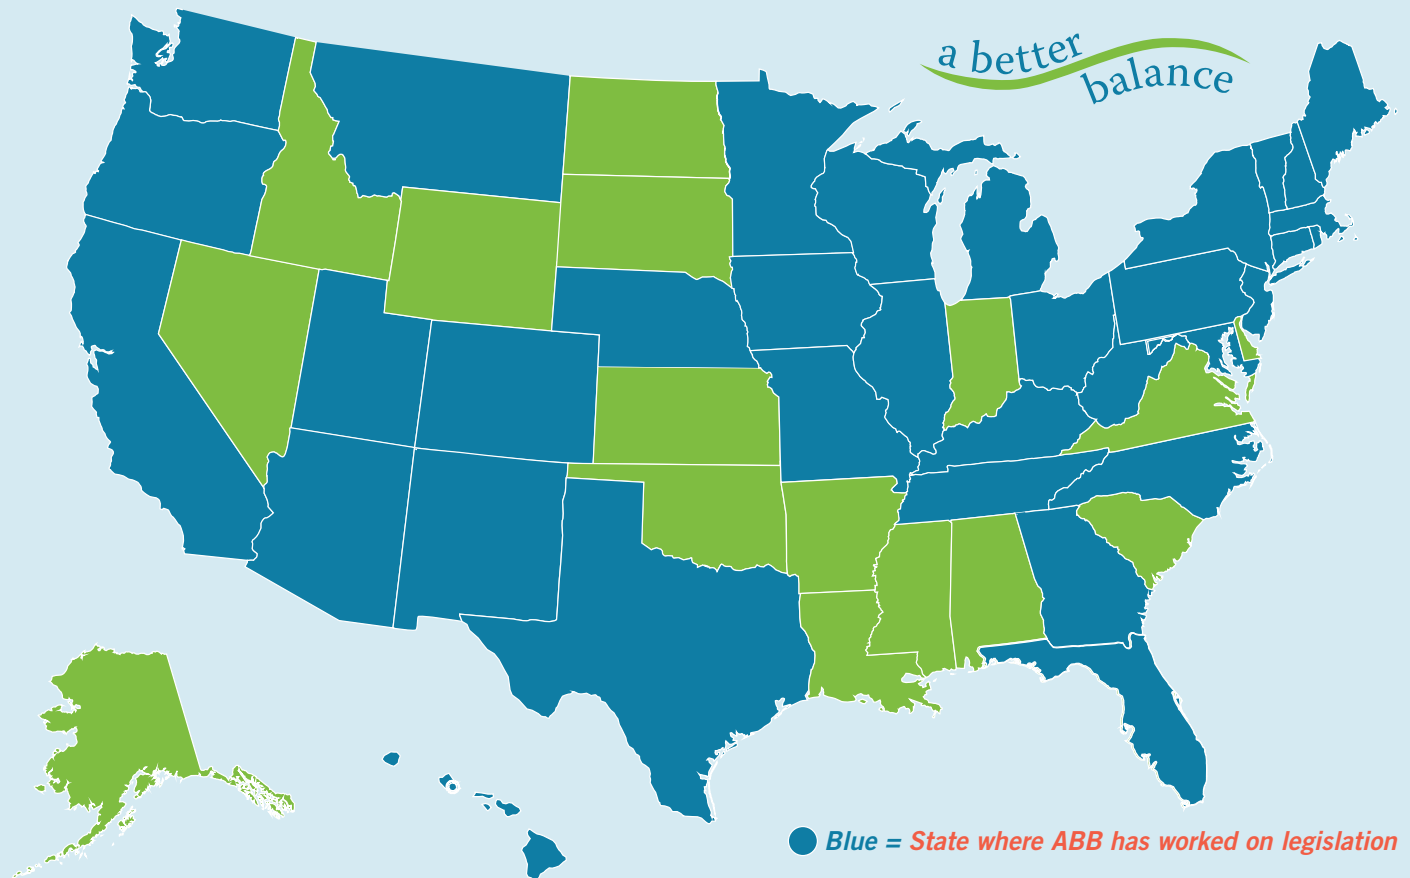 a better
balance
Blue = State where ABB has worked on legislation